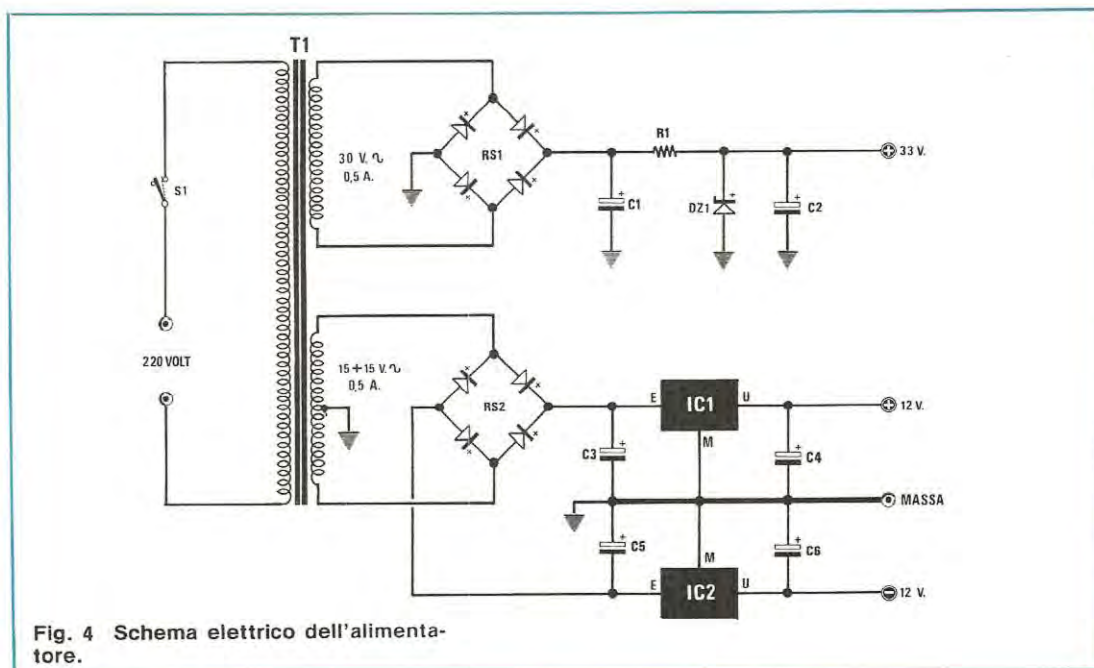 T1
S1
220 VOLT
30 V. ∿
0,5 A.
RS1
R1
C1
DZ1
C2
33 V.
15+15 V. ∿
0,5 A.
RS2
E
IC1
U
M
C3
C4
12 V.
MASSA
C5
C6
M
E
IC2
U
12 V.
Fig. 4 Schema elettrico dell'alimenta-
tore.